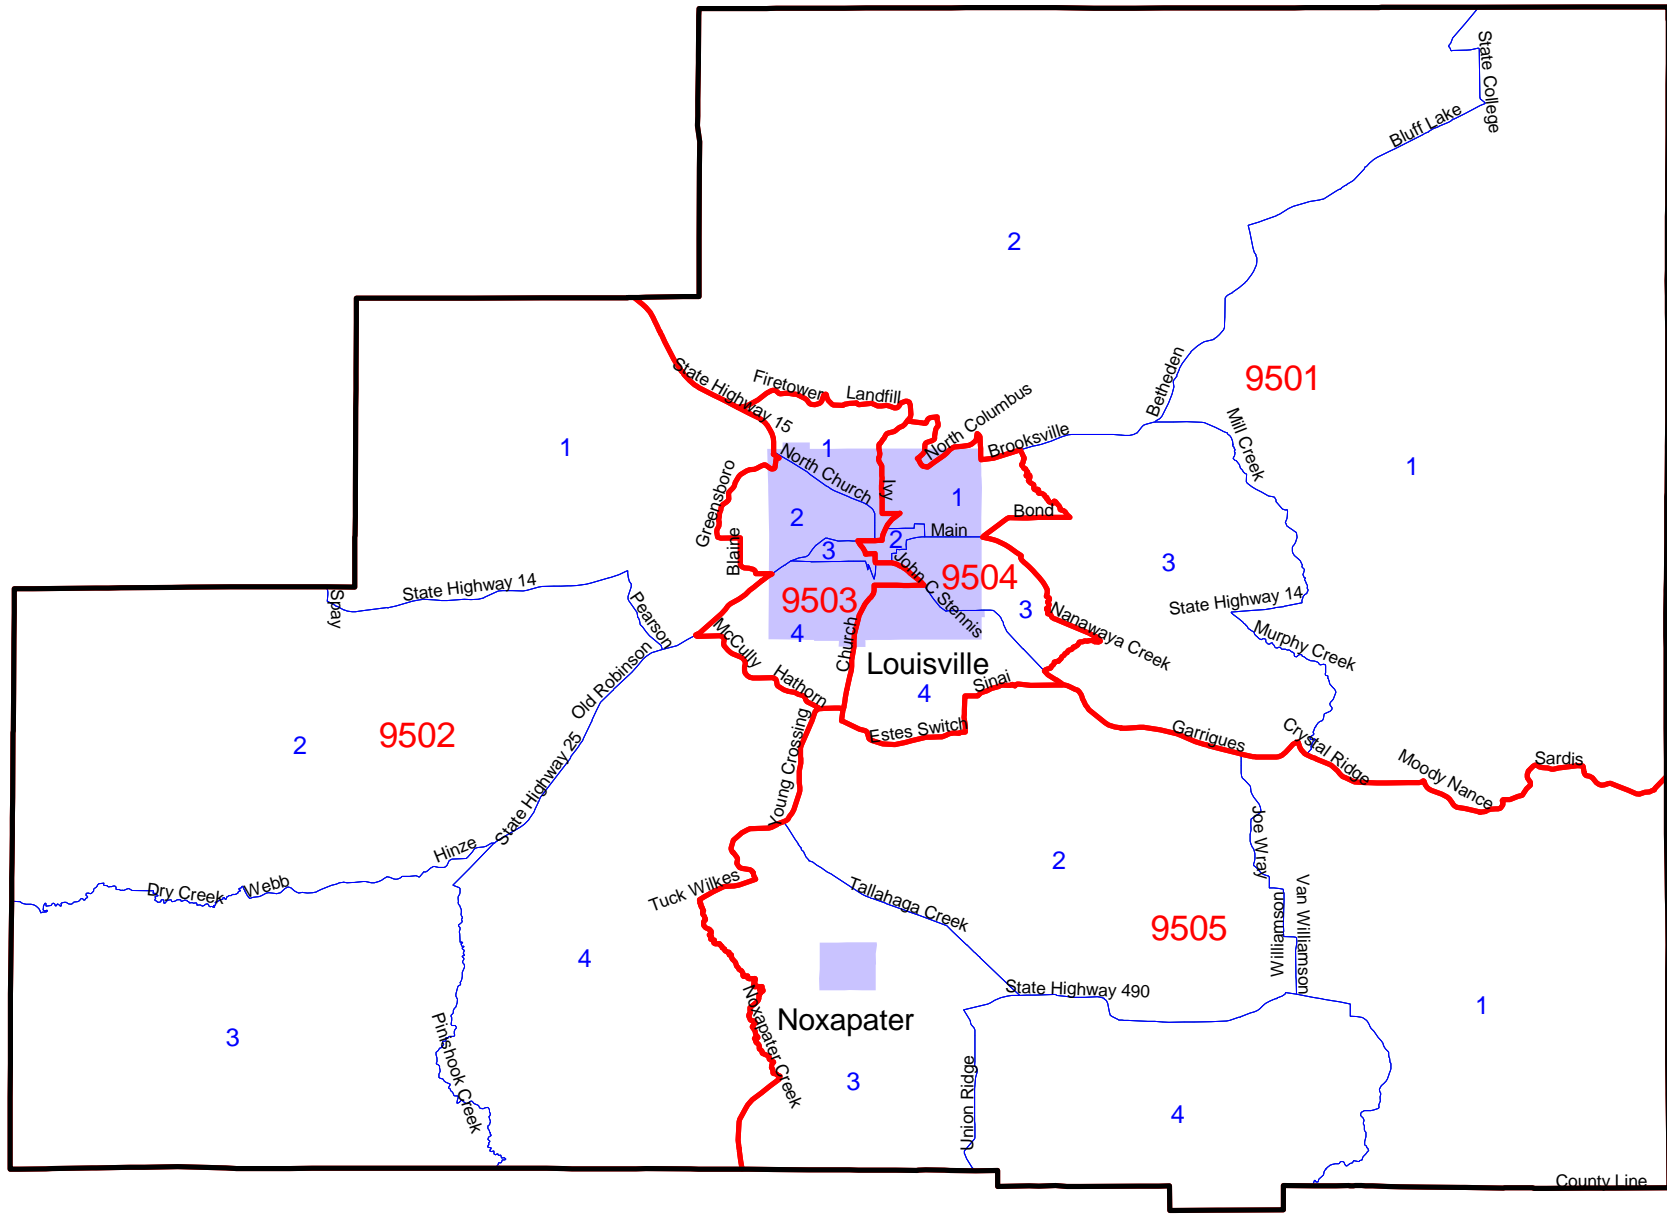 State College
Bluff Lake
2
Betheden
9501
State Highway 15
Firetower
Landfill
North Columbus
Brooksville
Mill Creek
1
1
1
North Church
Greensboro
Ivy
1
2
Bond
Main
2
3
Blaine
John C Stennis
9504
3
State Highway 14
Spay
Pearson
9503
3
Nanawaya Creek
State Highway 14
Murphy Creek
McCully
4
Church
Louisville
Old Robinson
Hathorn
4
Sinai
2
9502
Estes Switch
Garrigues
Crystal Ridge
Moody Nance
Sardis
State Highway 25
Young Crossing
Joe Wray
Hinze
2
Dry Creek
Webb
Tuck Wilkes
Tallahaga Creek
9505
Williamson
Van Williamson
4
State Highway 490
1
Noxapater
Noxapater Creek
3
Pinishook Creek
3
Union Ridge
4
County Line